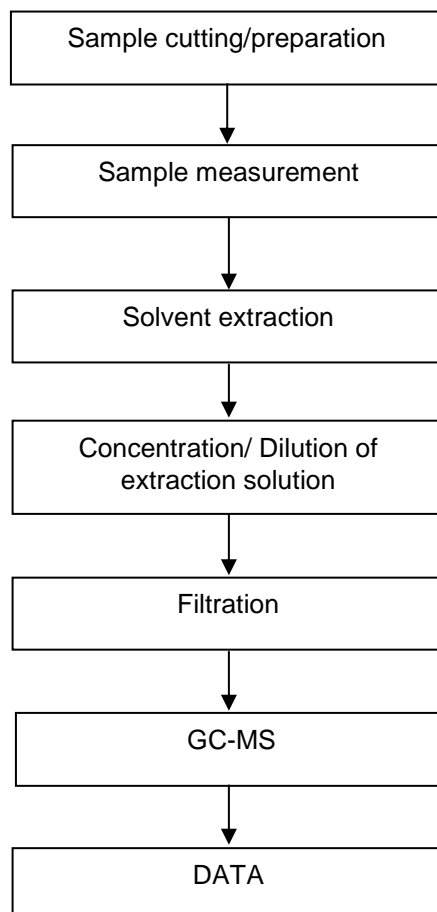 Sample cutting/preparation
Sample measurement
Solvent extraction
Concentration/ Dilution of
extraction solution
Filtration
GC-MS
DATA